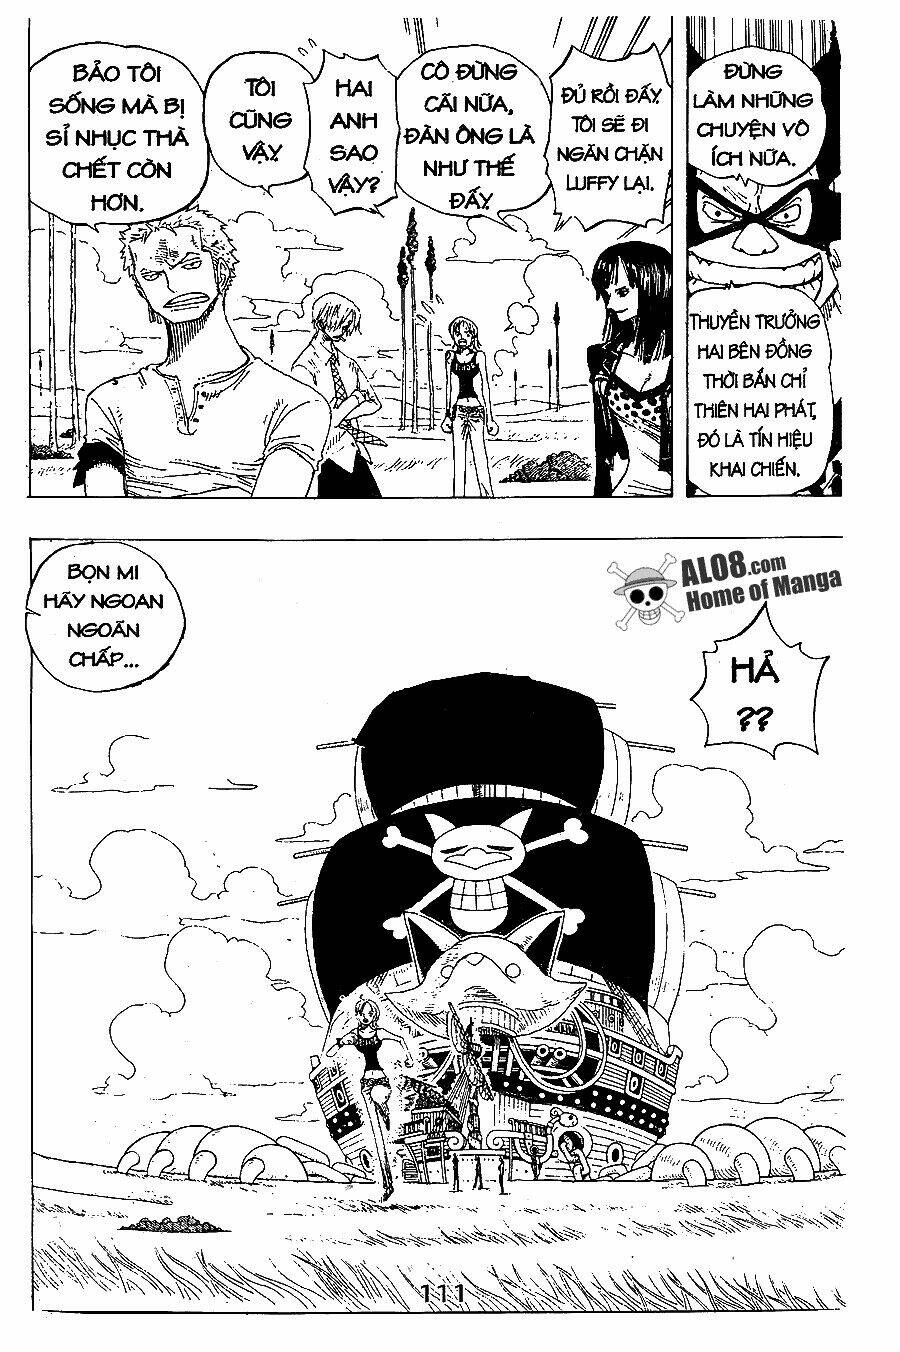 ĐỪNG
LÀM NHỮNG
CHUYỆN VÔ
ÍCH NỮA.
THUYỀN TRƯỞNG
HAI BÊN ĐỒNG
THỜI BẮN CHỈ
THIÊN HAI PHÁT,
ĐÓ LÀ TÍN HIỆU
KHAI CHIẾN.
ĐỦ RỒI ĐẤY.
TÔI SẼ ĐI
NGĂN CHẶN
LUFFY LẠI.
CÔ ĐỪNG
CÃI NỮA,
ĐÀN ÔNG LÀ
NHƯ THẾ
ĐẤY.
HAI
ANH
SAO
VẬY?
TÔI
CŨNG
VẬY.
BẢO TÔI
SỐNG MÀ BỊ
SỈ NHỤC THÀ
CHẾT CÒN
HƠN.
AL08.com
Home of Manga
HẢ
??
BỌN MI
HÃY NGOAN
NGOÃN
CHẤP...
111